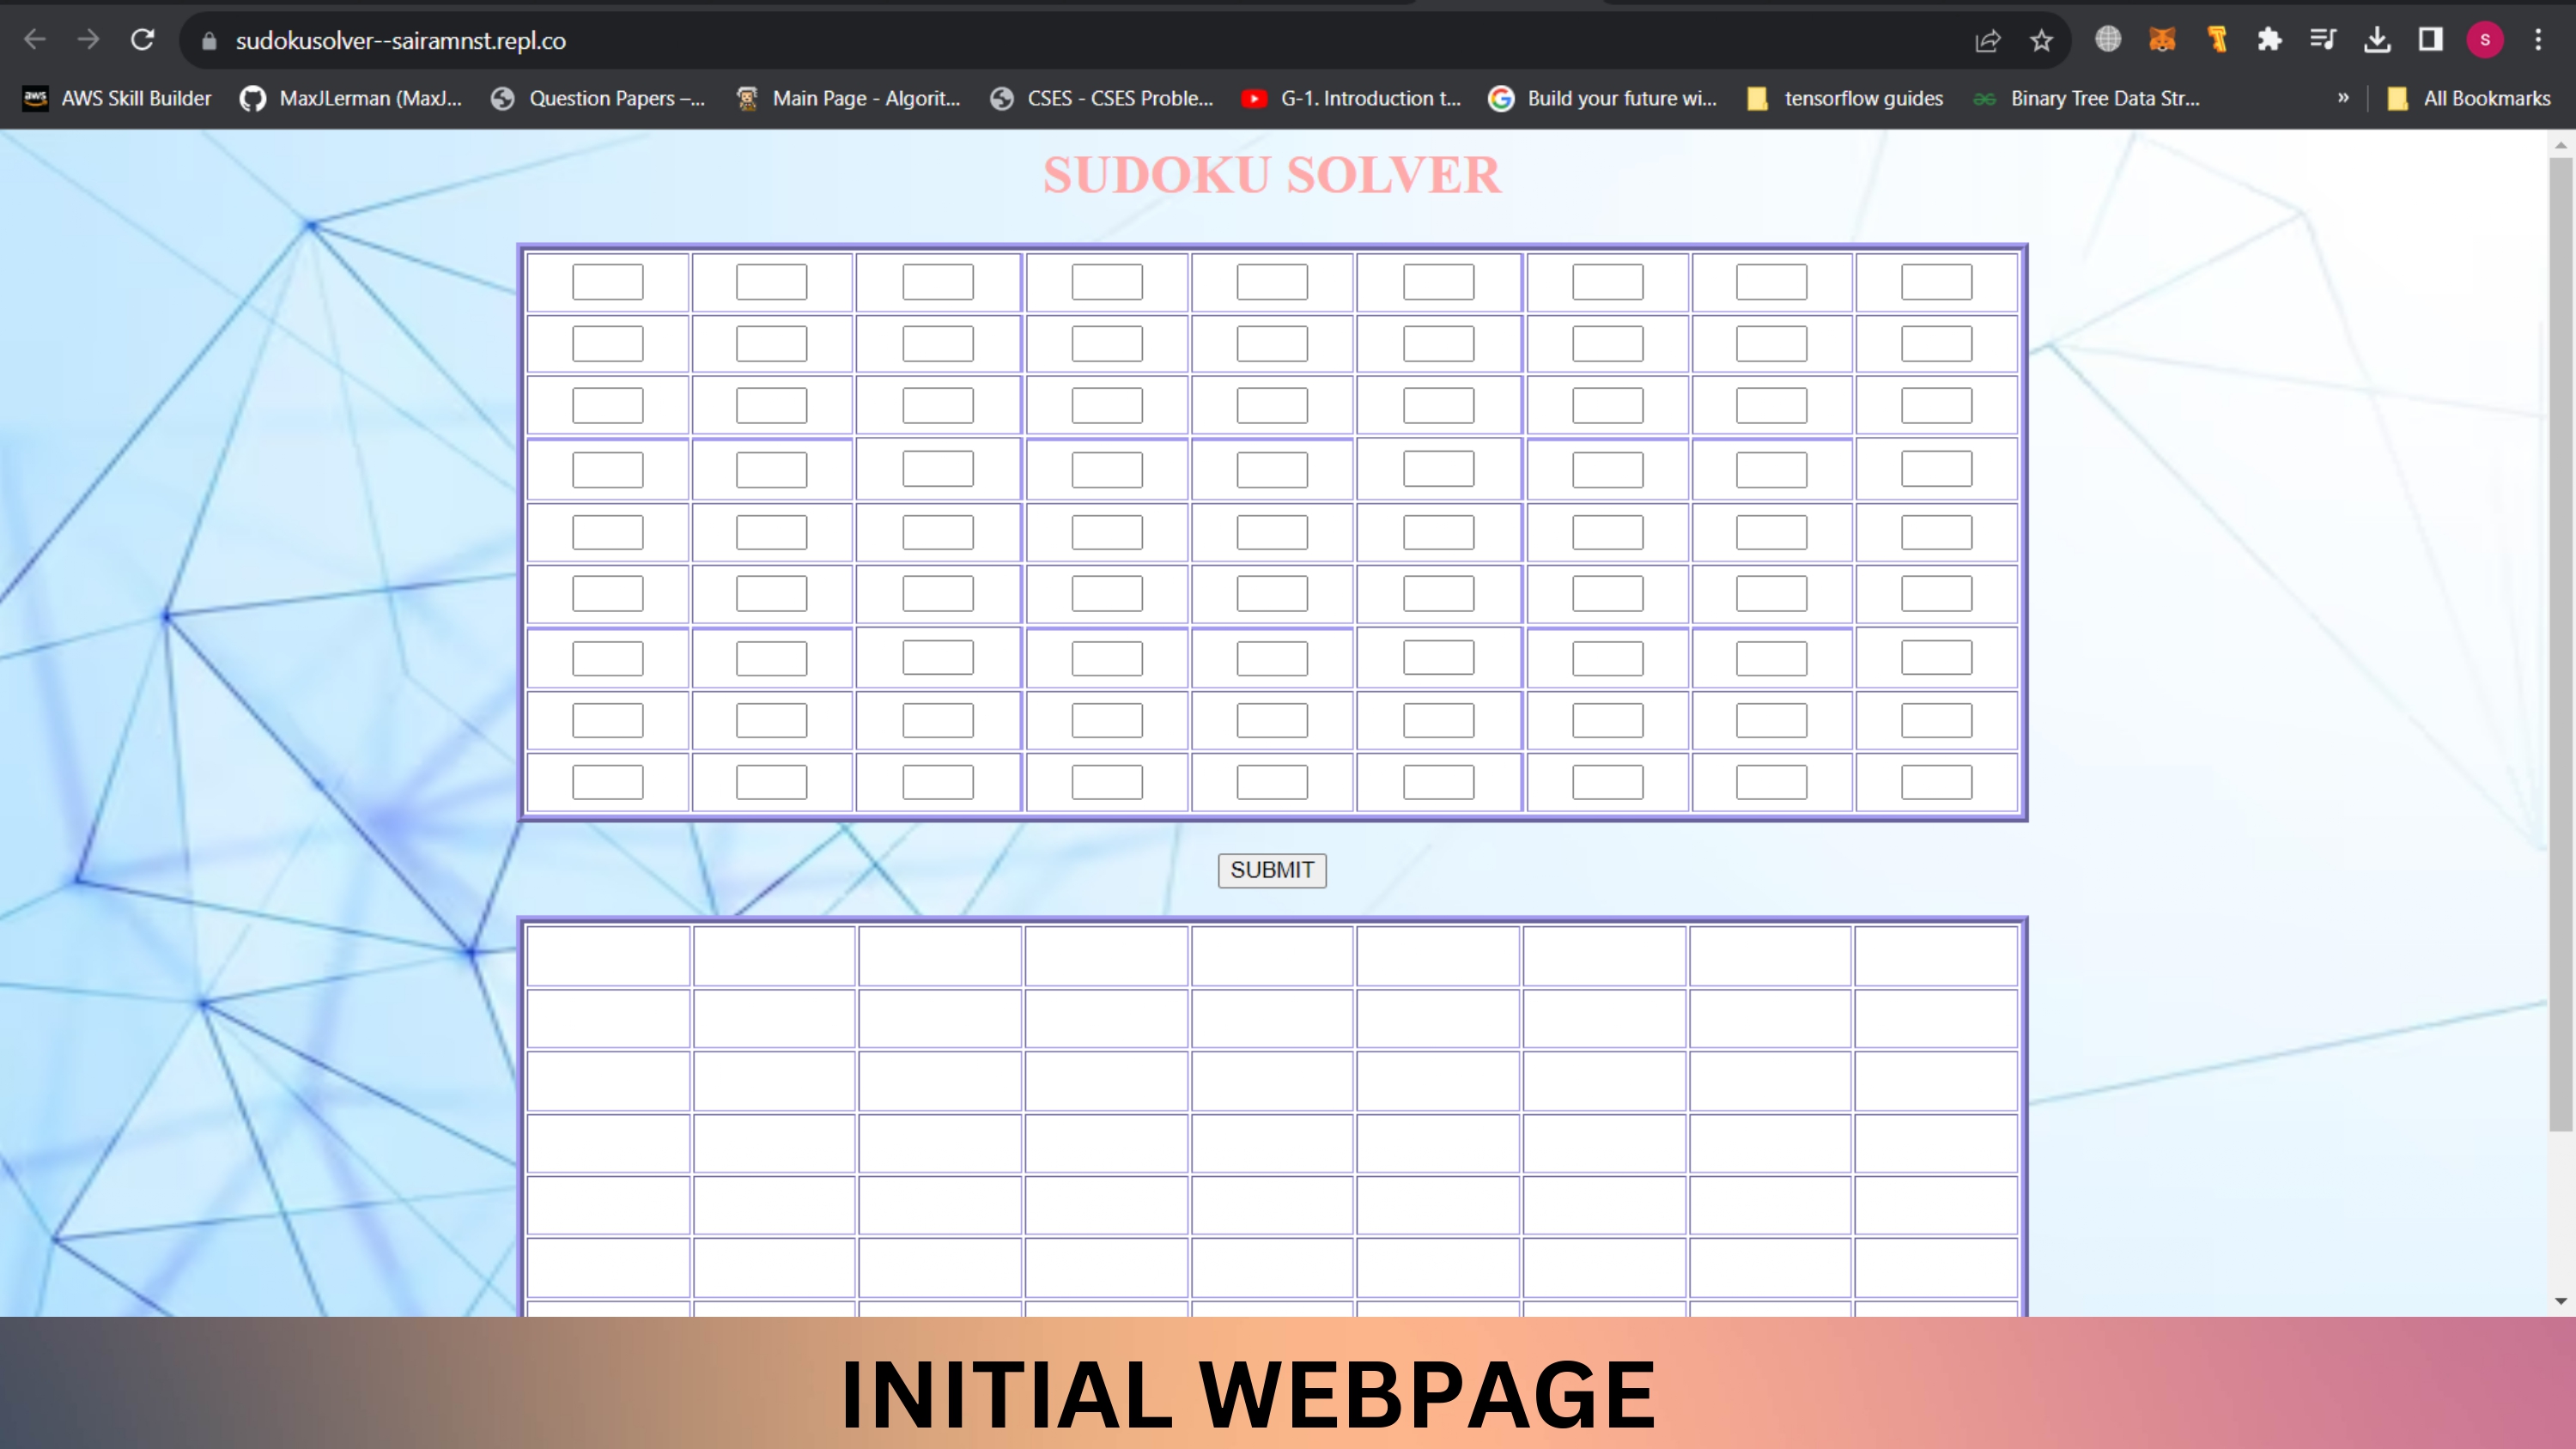 sudokusolver--sairamnst.repl.co
S
aws AWS Skill Builder MaxJLerman (MaxJ... Question Papers –... Main Page - Algorit... CSES - CSES Proble... G-1. Introduction t... Build your future wi... tensorflow guides Binary Tree Data Str... » All Bookmarks
SUDOKU SOLVER
SUBMIT
INITIAL WEBPAGE